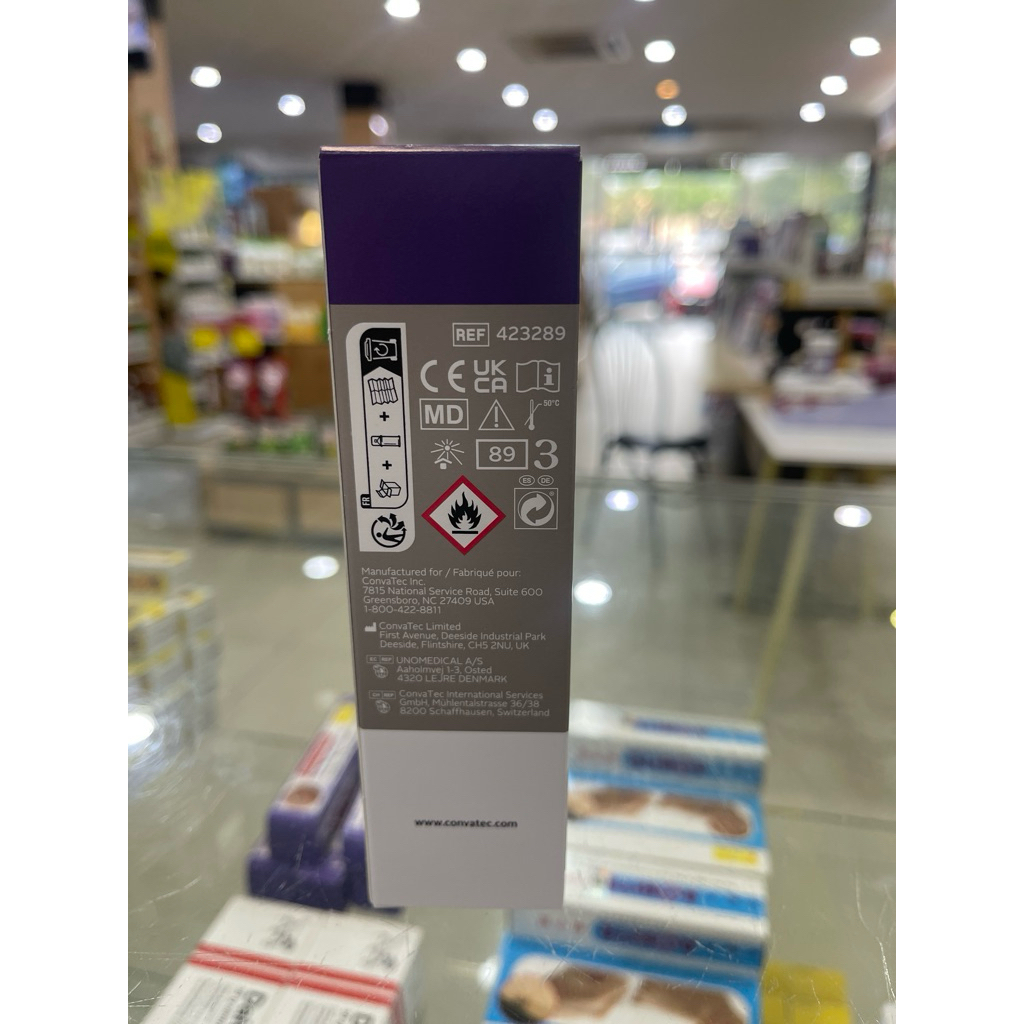 REF 423289
CE UK CA
MD 50°C
89 3
ES DE
FR
Manufactured for / Fabriqué pour:
ConvaTec Inc.
7815 National Service Road, Suite 600
Greensboro, NC 27409 USA
1-800-422-8811
ConvaTec Limited
First Avenue, Deeside Industrial Park
Deeside, Flintshire, CH5 2NU, UK
EC REP UNOMEDICAL A/S
Aaholmvej 1-3, Osted
4320 LEJRE DENMARK
CH REP ConvaTec International Services
GmbH, Mühlentalstrasse 36/38
8200 Schaffhausen, Switzerland
www.convatec.com